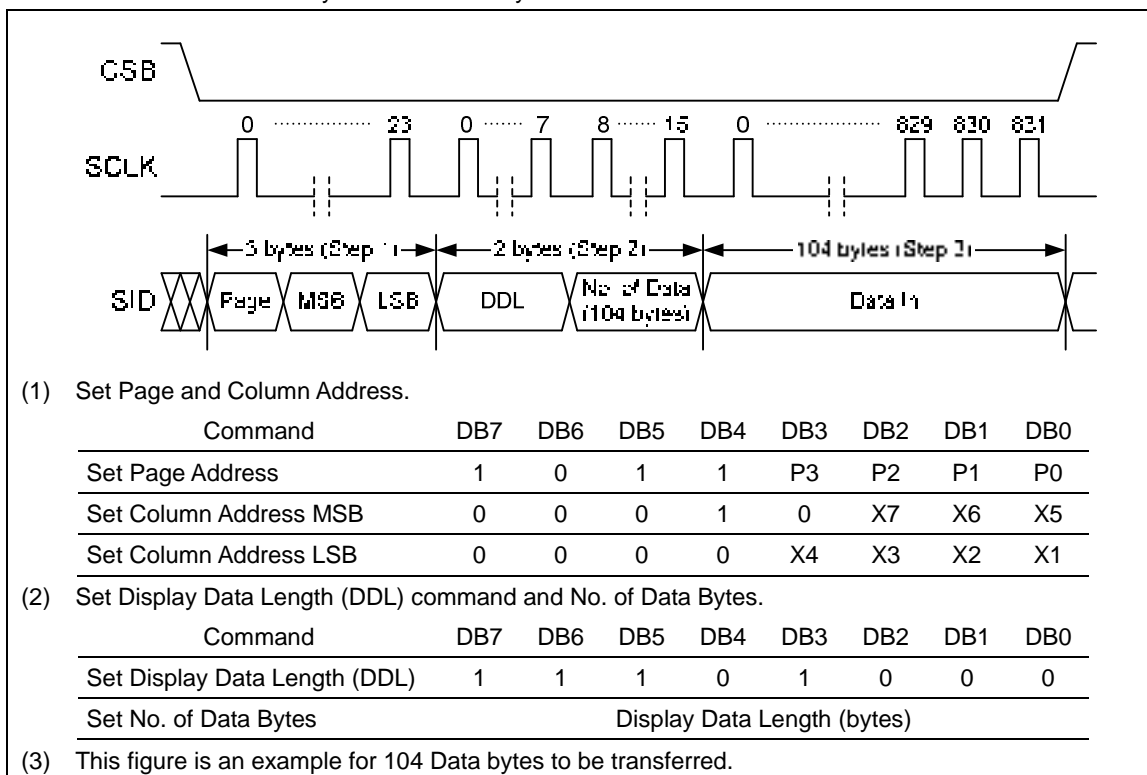 CSB
0 ............... 23 0 ...... 7 8 ...... 15 0 .................. 829 830 831
SCLK
3 bytes (Step 1) 2 bytes (Step 2) 104 bytes (Step 3)
SID Page MSB LSB DDL No. of Data (104 bytes) Data In
(1) Set Page and Column Address.
Command DB7 DB6 DB5 DB4 DB3 DB2 DB1 DB0
Set Page Address 1 0 1 1 P3 P2 P1 P0
Set Column Address MSB 0 0 0 1 0 X7 X6 X5
Set Column Address LSB 0 0 0 0 X4 X3 X2 X1
(2) Set Display Data Length (DDL) command and No. of Data Bytes.
Command DB7 DB6 DB5 DB4 DB3 DB2 DB1 DB0
Set Display Data Length (DDL) 1 1 1 0 1 0 0 0
Set No. of Data Bytes Display Data Length (bytes)
(3) This figure is an example for 104 Data bytes to be transferred.